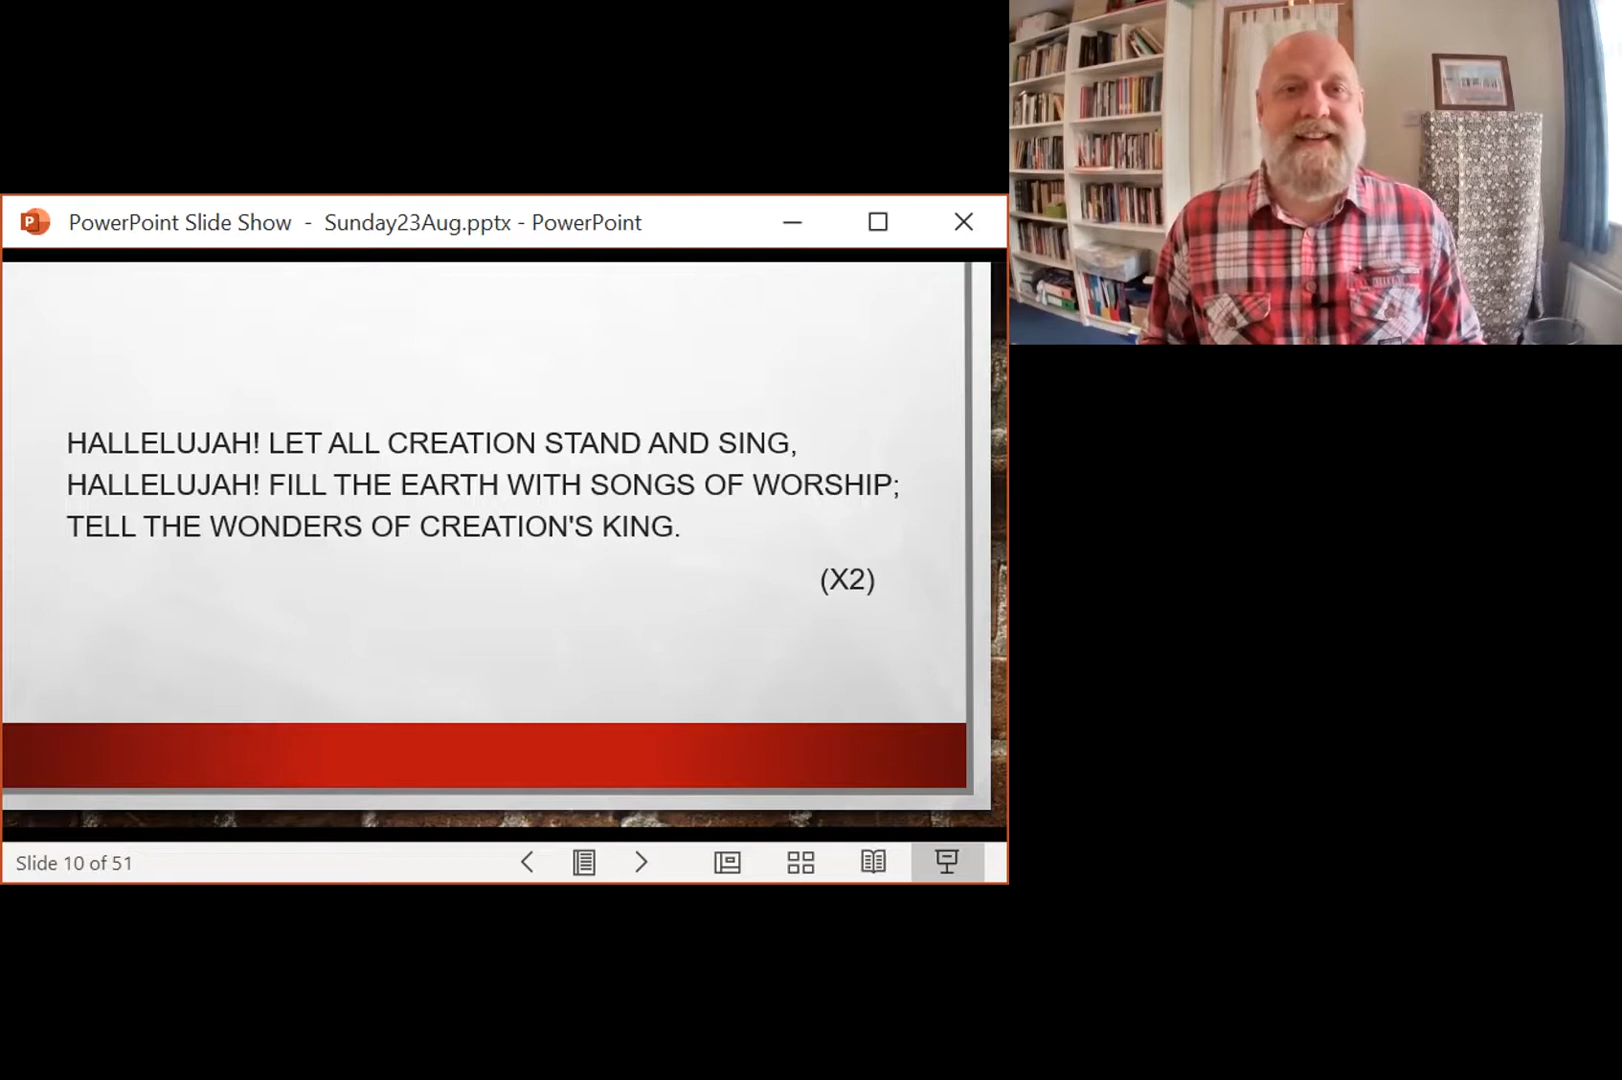 PowerPoint Slide Show - Sunday23Aug.pptx - PowerPoint
HALLELUJAH! LET ALL CREATION STAND AND SING,
HALLELUJAH! FILL THE EARTH WITH SONGS OF WORSHIP;
TELL THE WONDERS OF CREATION'S KING.
(X2)
Slide 10 of 51